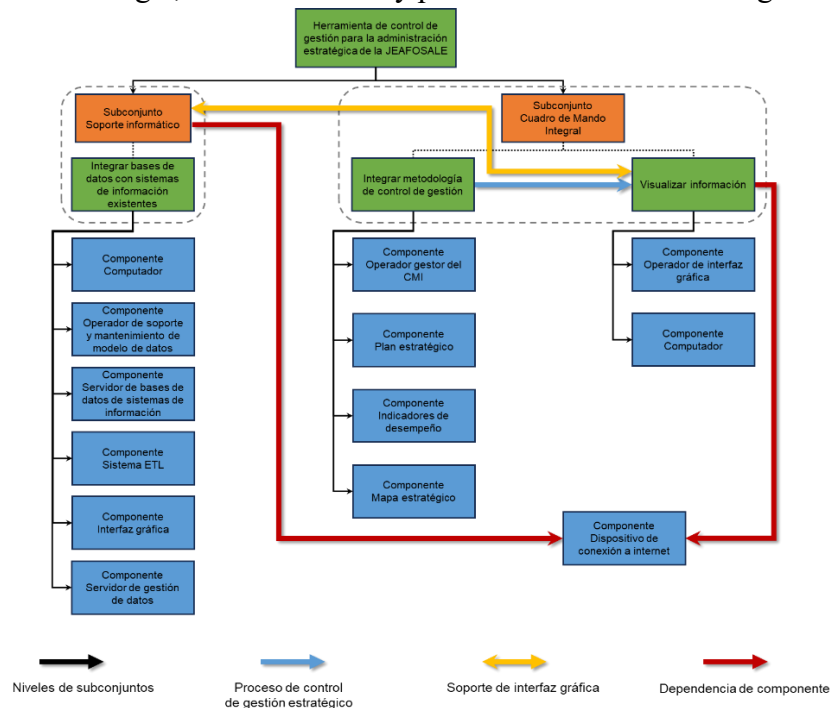 Herramienta de control de
gestión para la administración
estratégica de la JEAFOSALE
Subconjunto
Soporte informático
Subconjunto
Cuadro de Mando
Integral
Integrar bases de
datos con sistemas
de información
existentes
Integrar metodología
de control de gestión
Visualizar información
Componente
Computador
Componente
Operador de soporte
y mantenimiento de
modelo de datos
Componente
Servidor de bases de
datos de sistemas de
información
Componente
Sistema ETL
Componente
Interfaz gráfica
Componente
Servidor de gestión
de datos
Componente
Operador gestor del
CMI
Componente
Plan estratégico
Componente
Indicadores de
desempeño
Componente
Mapa estratégico
Componente
Operador de interfaz
gráfica
Componente
Computador
Componente
Dispositivo de
conexión a internet
Niveles de subconjuntos
Proceso de control
de gestión estratégico
Soporte de interfaz gráfica
Dependencia de componente